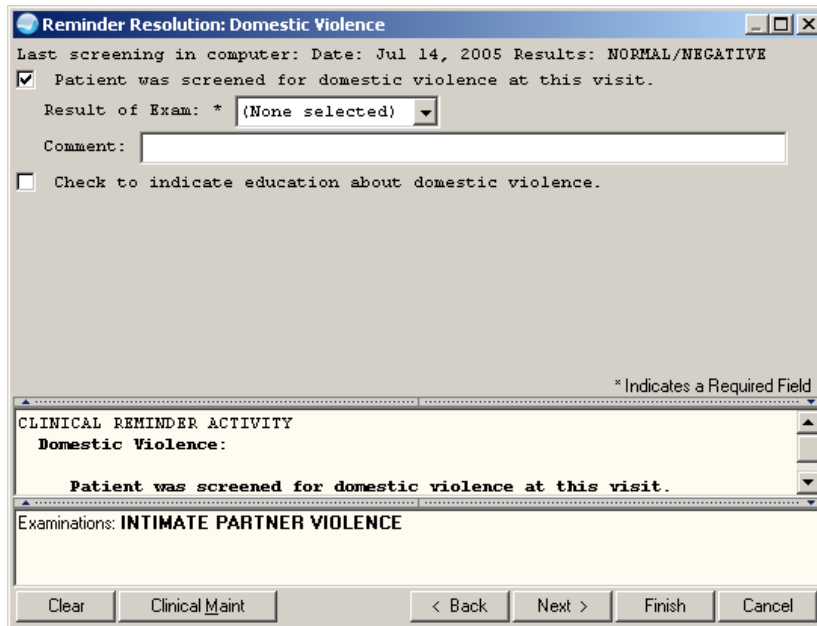 Reminder Resolution: Domestic Violence
Last screening in computer: Date: Jul 14, 2005 Results: NORMAL/NEGATIVE
Patient was screened for domestic violence at this visit.
Result of Exam: * (None selected)
Comment:
Check to indicate education about domestic violence.
* Indicates a Required Field
CLINICAL REMINDER ACTIVITY
Domestic Violence:
Patient was screened for domestic violence at this visit.
Examinations: INTIMATE PARTNER VIOLENCE
Clear Clinical Maint < Back Next > Finish Cancel